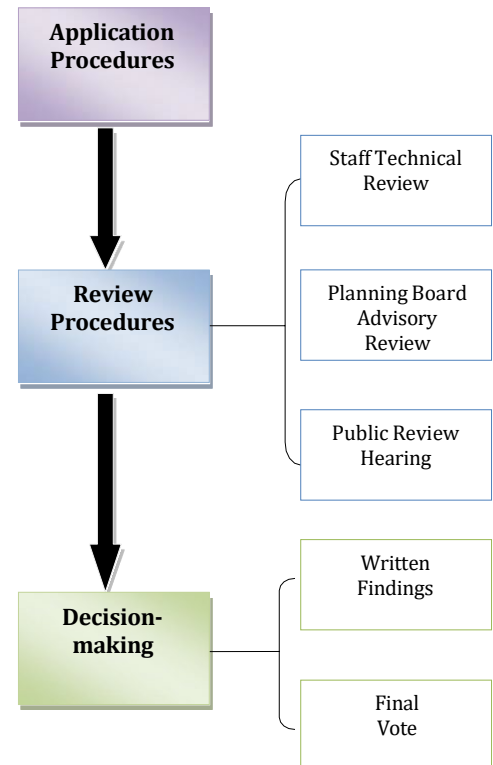 Application
Procedures
Staff Technical
Review
Review
Procedures
Planning Board
Advisory
Review
Public Review
Hearing
Decision-
making
Written
Findings
Final
Vote